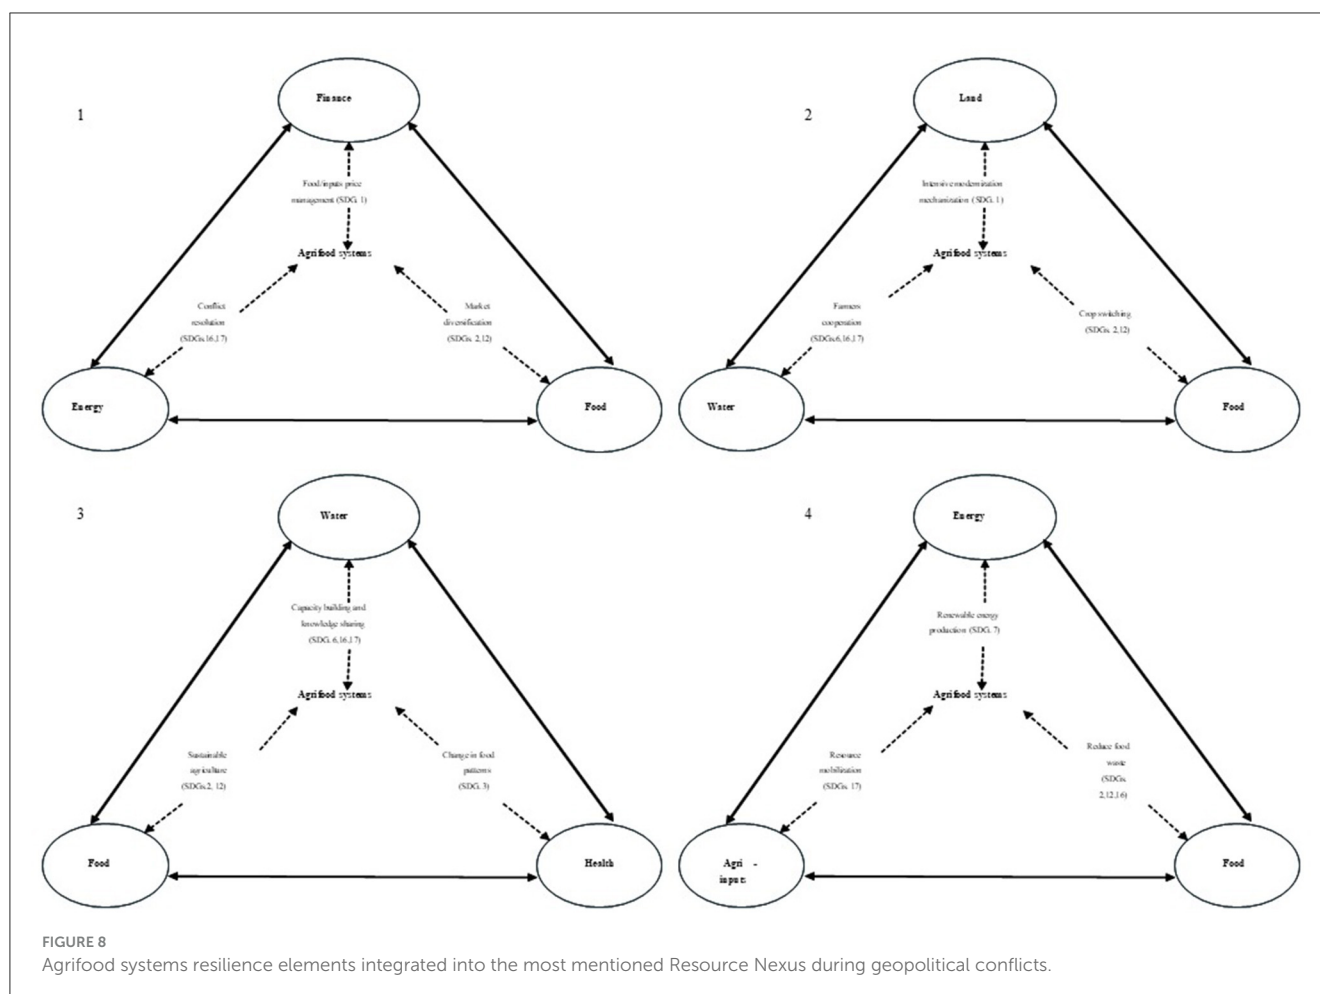 1
Finance
Food/inputs price
management (SDG. 1)
Agrifood systems
Conflict
resolution
(SDGs.16,17)
Market
diversification
(SDGs. 2,12)
Energy
Food
2
Land
Intensive modernization
mechanization (SDG. 1)
Agrifood systems
Farmers
cooperation
(SDGs.6,16,17)
Crop switching
(SDGs. 2,12)
Water
Food
3
Water
Capacity building and
knowledge sharing
(SDG. 6,16,17)
Agrifood systems
Sustainable
agriculture
(SDGs.2, 12)
Change in food
patterns
(SDG. 3)
Food
Health
4
Energy
Renewable energy
production (SDG. 7)
Agrifood systems
Resource
mobilization
(SDGs. 17)
Reduce food
waste
(SDGs.
2,12,16)
Agri -
inputs
Food
FIGURE 8
Agrifood systems resilience elements integrated into the most mentioned Resource Nexus during geopolitical conflicts.